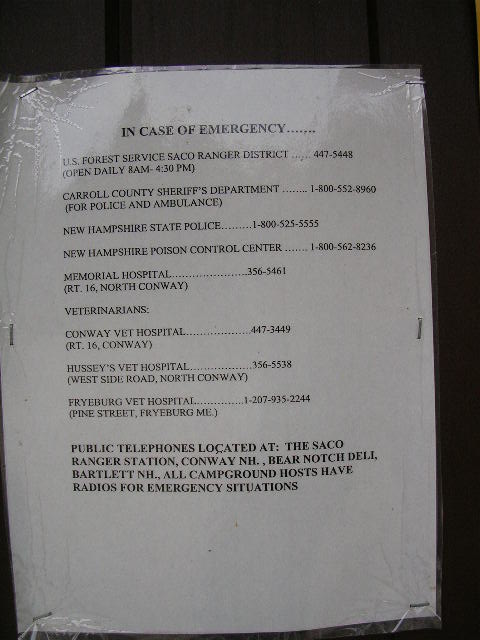 IN CASE OF EMERGENCY.......
U.S. FOREST SERVICE SACO RANGER DISTRICT ...... 447-5448
(OPEN DAILY 8AM- 4:30 PM)
CARROLL COUNTY SHERIFF'S DEPARTMENT ........ 1-800-552-8960
(FOR POLICE AND AMBULANCE)
NEW HAMPSHIRE STATE POLICE.........1-800-525-5555
NEW HAMPSHIRE POISON CONTROL CENTER ....... 1-800-562-8236
MEMORIAL HOSPITAL.......................356-5461
(RT. 16, NORTH CONWAY)
VETERINARIANS:
CONWAY VET HOSPITAL....................447-3449
(RT. 16, CONWAY)
HUSSEY'S VET HOSPITAL...................356-5538
(WEST SIDE ROAD, NORTH CONWAY)
FRYEBURG VET HOSPITAL..............1-207-935-2244
(PINE STREET, FRYEBURG ME.)
PUBLIC TELEPHONES LOCATED AT: THE SACO
RANGER STATION, CONWAY NH. , BEAR NOTCH DELI,
BARTLETT NH., ALL CAMPGROUND HOSTS HAVE
RADIOS FOR EMERGENCY SITUATIONS